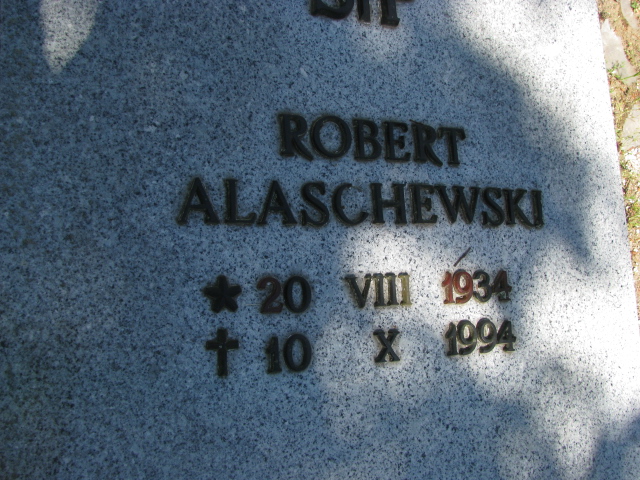 ROBERT
ALASCHEWSKI
★ 20 VIII 1934
✝ 10 X 1994